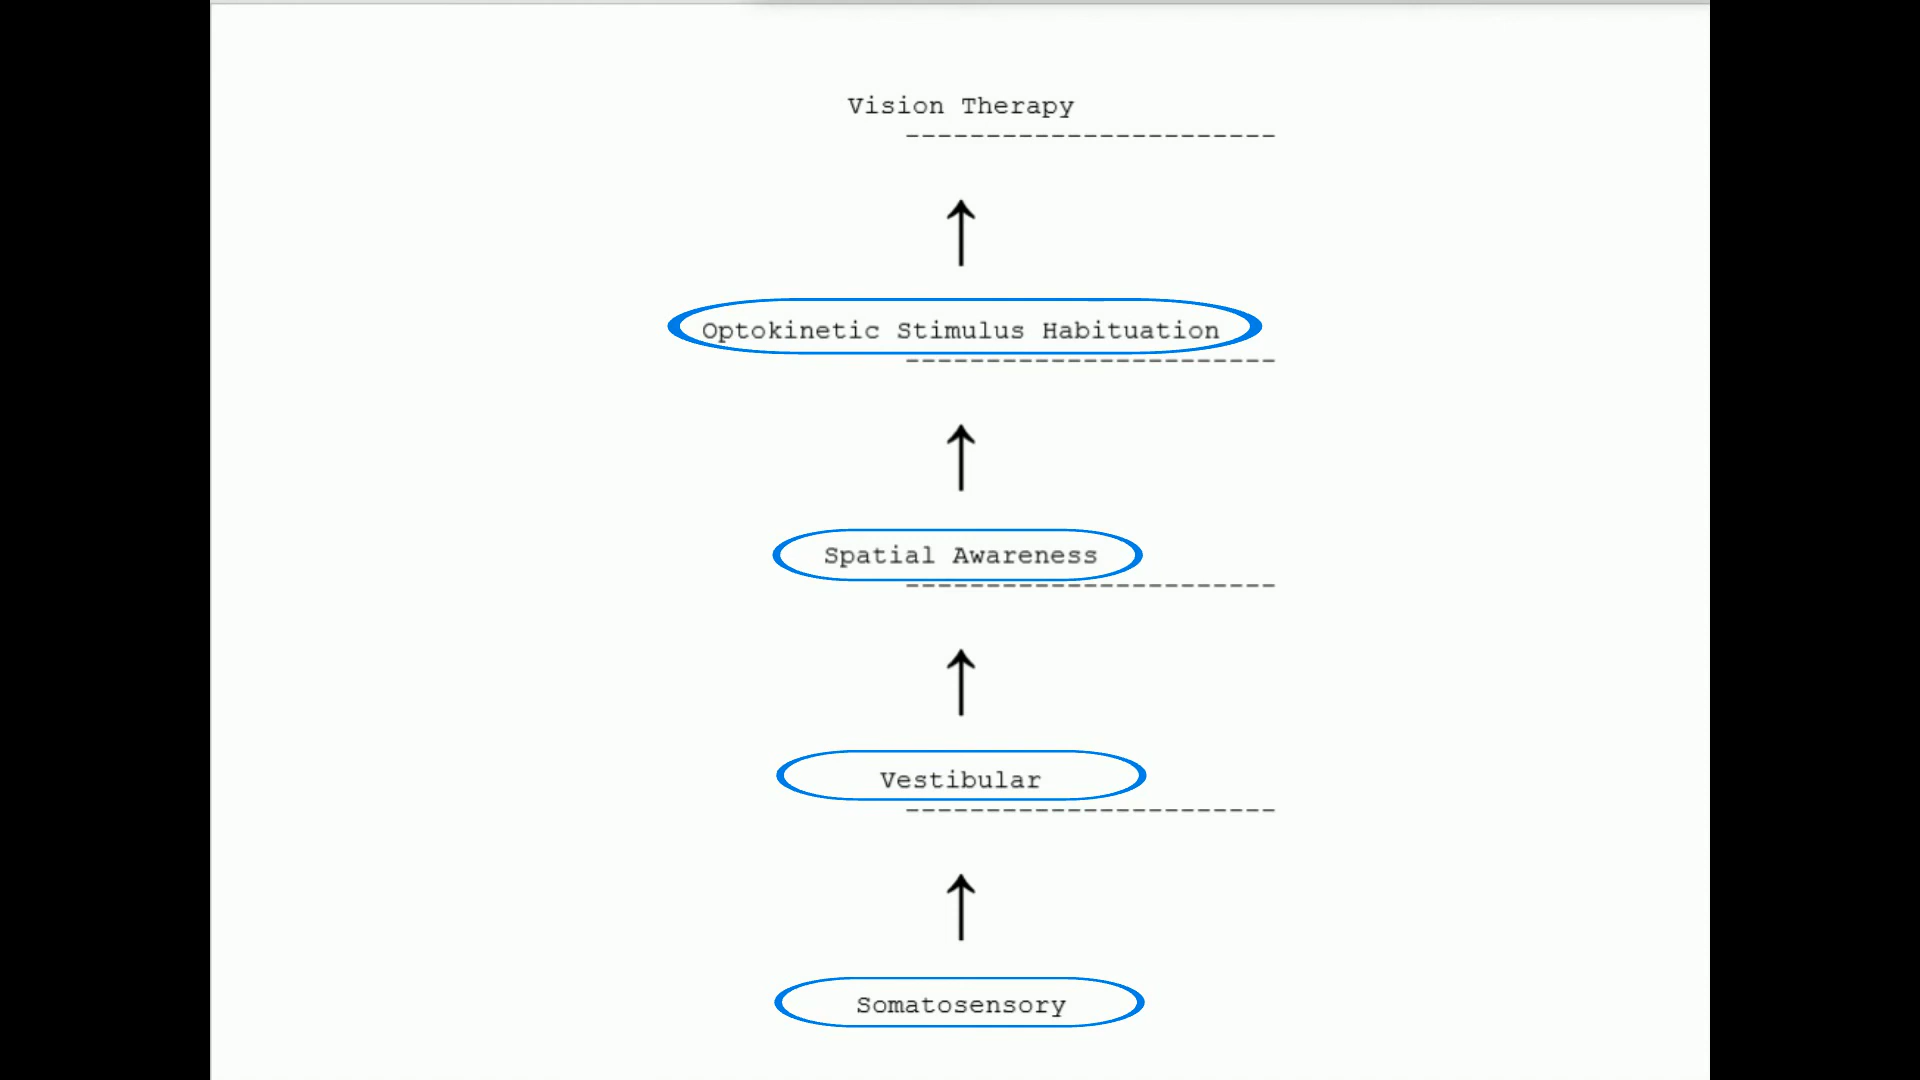 Vision Therapy
Optokinetic Stimulus Habituation
Spatial Awareness
Vestibular
Somatosensory